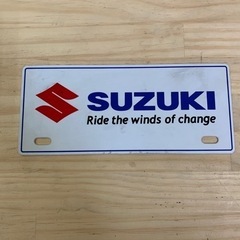 SUZUKI
Ride the winds of change